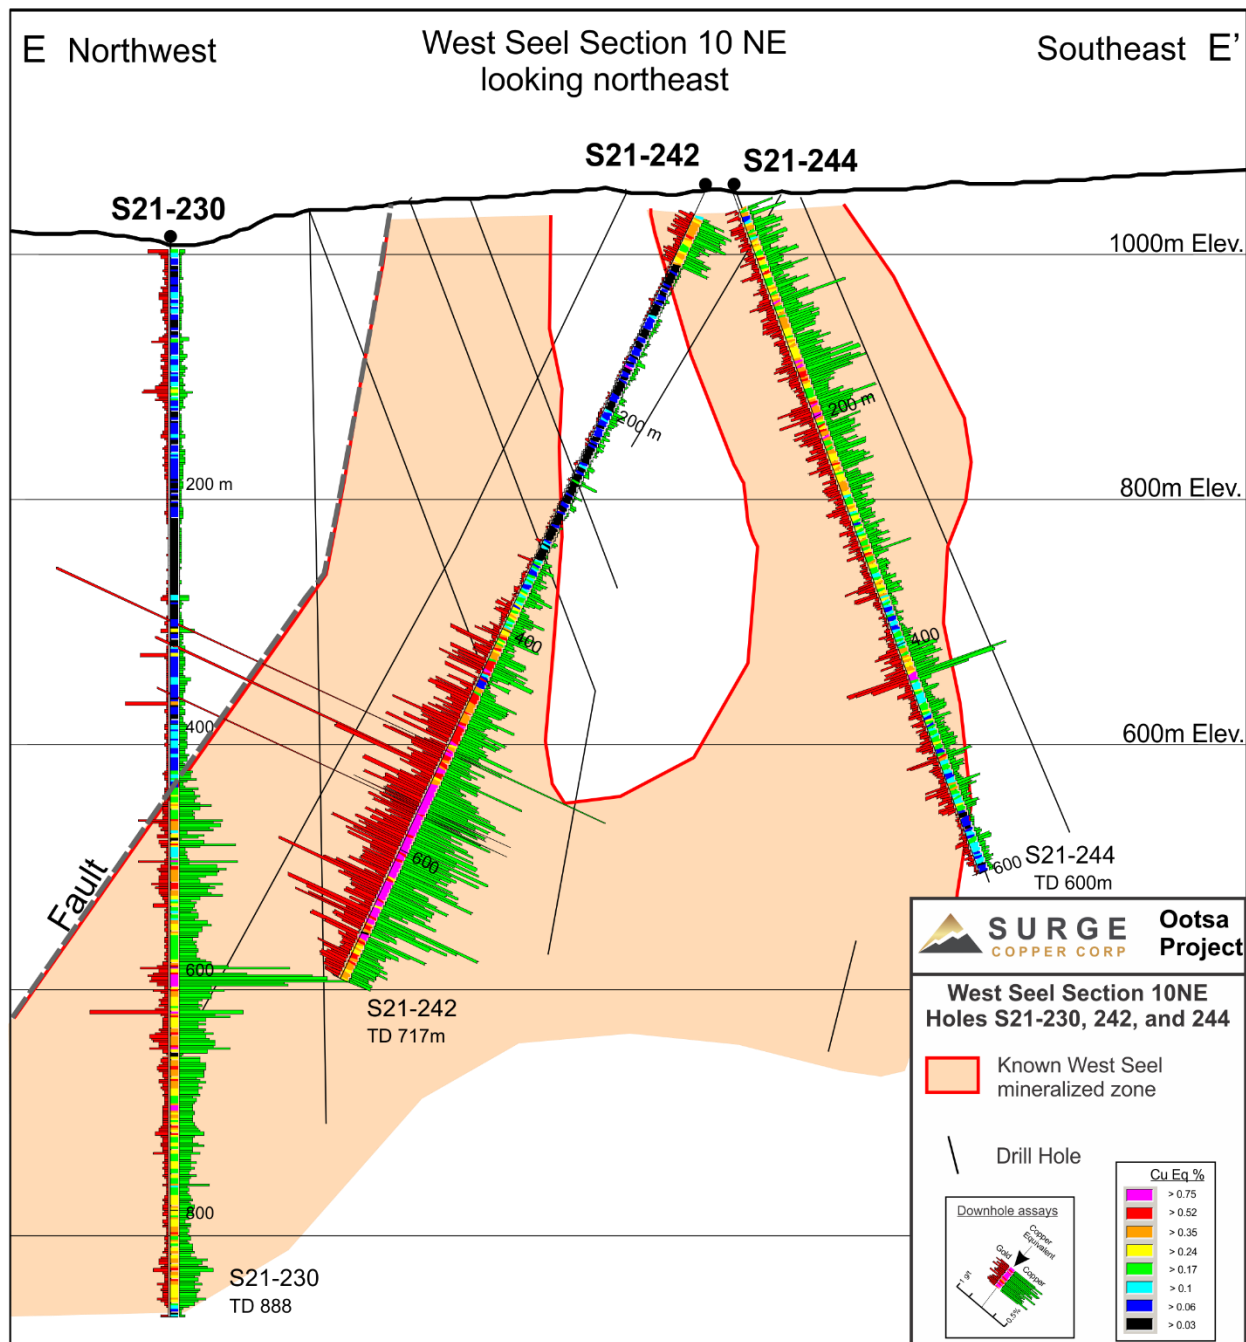 E Northwest
West Seel Section 10 NE
looking northeast
Southeast E’
S21-242
S21-244
S21-230
1000m Elev.
200 m
200 m
200 m
800m Elev.
400
400
400
600m Elev.
600
600
600
S21-244
TD 600m
Fault
S21-242
TD 717m
800
S21-230
TD 888
SURGE
COPPER CORP
Ootsa
Project
West Seel Section 10NE
Holes S21-230, 242, and 244
Known West Seel
mineralized zone
Drill Hole
Downhole assays
Copper
Equivalent
Gold
Copper
1 g/t
0.5%
Cu Eq %
> 0.75
> 0.52
> 0.35
> 0.24
> 0.17
> 0.1
> 0.06
> 0.03